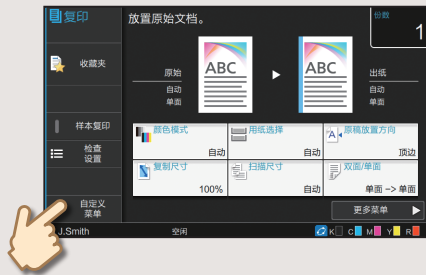 复印
放置原始文档。
份数
1
收藏夹
原始
ABC
ABC
出纸
自动
自动
单面
单面
样本复印
颜色模式
用纸选择
A
原稿放置方向
自动
自动
顶边
检查
设置
复制尺寸
扫描尺寸
双面/单面
100%
自动
单面 -> 单面
自定义
菜单
更多菜单
J.Smith
空闲
K C M Y R